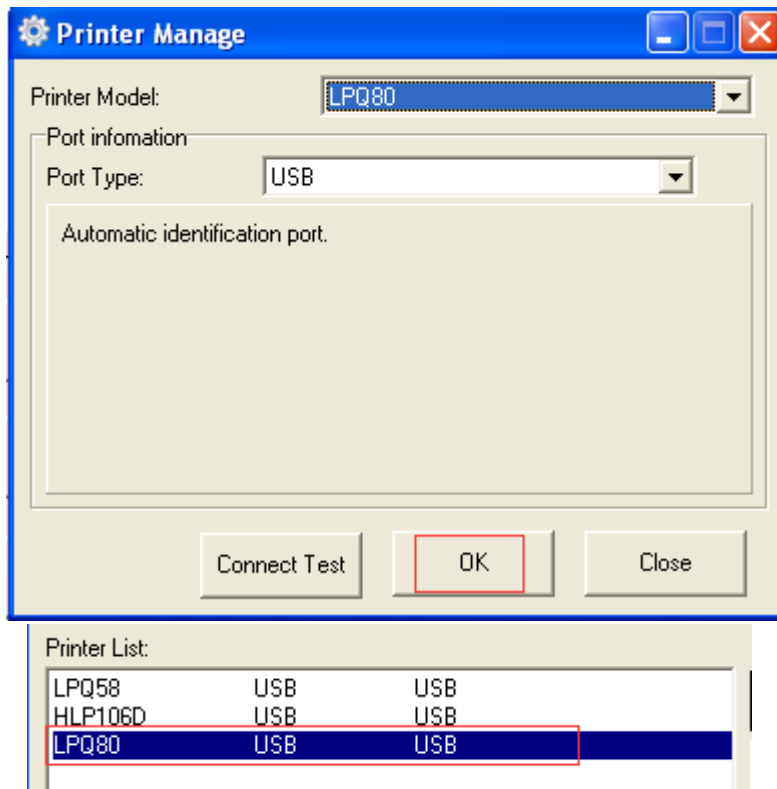 Printer Manage
Printer Model: LPQ80
Port infomation
Port Type: USB
Automatic identification port.
Connect Test OK Close
Printer List:
LPQ58 USB USB
HLP106D USB USB
LPQ80 USB USB